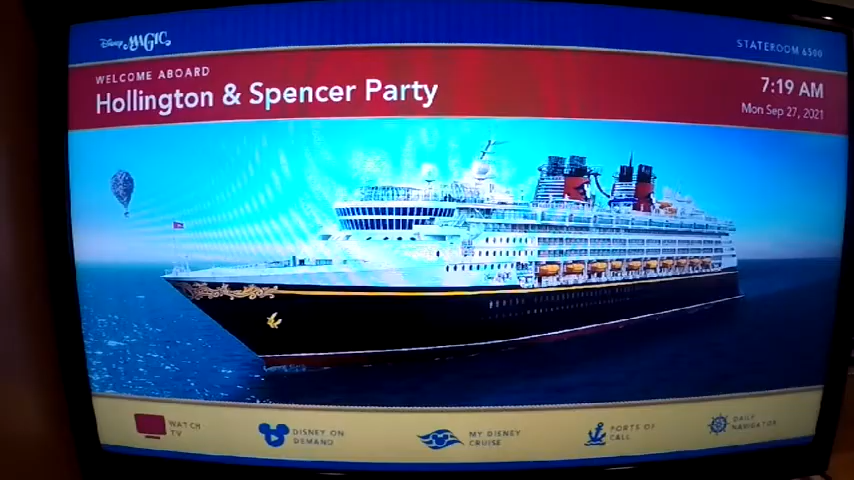 Disney MAGIC
STATEROOM 6500
WELCOME ABOARD
Hollington & Spencer Party
7:19 AM
Mon Sep 27, 2021
WATCH
TV
DISNEY ON
DEMAND
MY DISNEY
CRUISE
PORTS OF
CALL
DAILY
NAVIGATOR